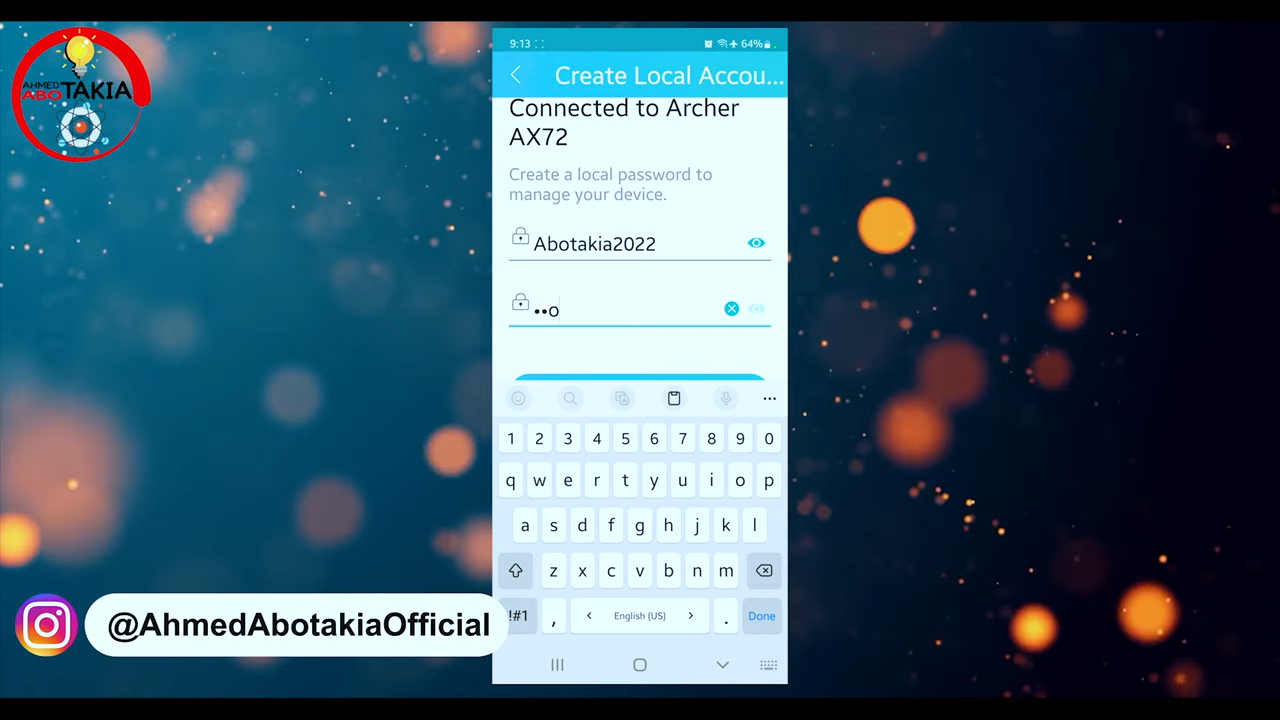 AHMED
ABOTAKIA
9:13
64%
Create Local Accou...
Connected to Archer
AX72
Create a local password to
manage your device.
Abotakia2022
••o
1 2 3 4 5 6 7 8 9 0
q w e r t y u i o p
a s d f g h j k l
z x c v b n m
!#1 , < English (US) > . Done
@AhmedAbotakiaOfficial